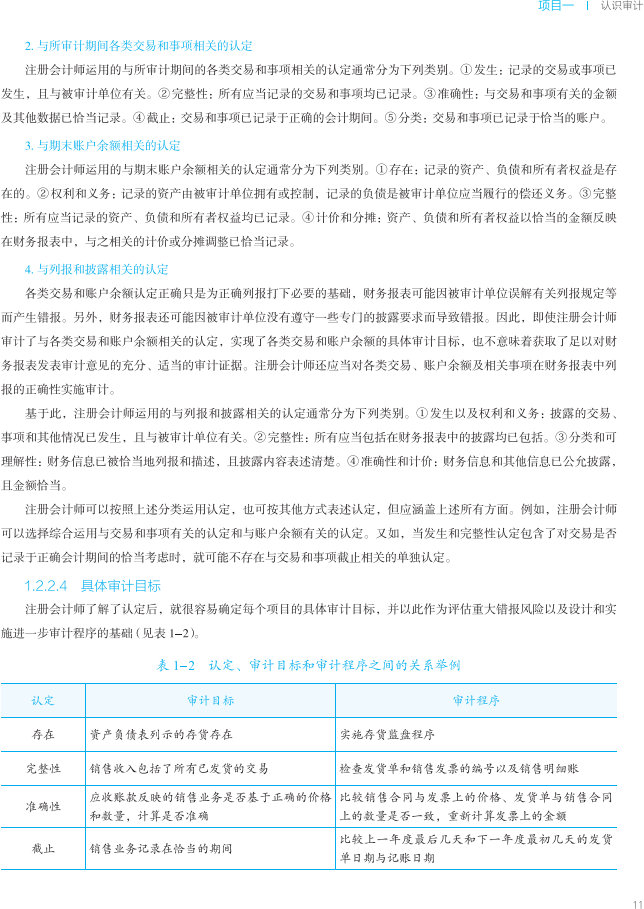 项目一 | 认识审计
2. 与所审计期间各类交易和事项相关的认定
注册会计师运用的与所审计期间的各类交易和事项相关的认定通常分为下列类别。①发生：记录的交易或事项已
发生，且与被审计单位有关。②完整性：所有应当记录的交易和事项均已记录。③准确性：与交易和事项有关的金额
及其他数据已恰当记录。④截止：交易和事项已记录于正确的会计期间。⑤分类：交易和事项已记录于恰当的账户。
3. 与期末账户余额相关的认定
注册会计师运用的与期末账户余额相关的认定通常分为下列类别。①存在：记录的资产、负债和所有者权益是存
在的。②权利和义务：记录的资产由被审计单位拥有或控制，记录的负债是被审计单位应当履行的偿还义务。③完整
性：所有应当记录的资产、负债和所有者权益均已记录。④计价和分摊：资产、负债和所有者权益以恰当的金额反映
在财务报表中，与之相关的计价或分摊调整已恰当记录。
4. 与列报和披露相关的认定
各类交易和账户余额认定正确只是为正确列报打下必要的基础，财务报表可能因被审计单位误解有关列报规定等
而产生错报。另外，财务报表还可能因被审计单位没有遵守一些专门的披露要求而导致错报。因此，即使注册会计师
审计了与各类交易和账户余额相关的认定，实现了各类交易和账户余额的具体审计目标，也不意味着获取了足以对财
务报表发表审计意见的充分、适当的审计证据。注册会计师还应当对各类交易、账户余额及相关事项在财务报表中列
报的正确性实施审计。
基于此，注册会计师运用的与列报和披露相关的认定通常分为下列类别。①发生以及权利和义务：披露的交易、
事项和其他情况已发生，且与被审计单位有关。②完整性：所有应当包括在财务报表中的披露均已包括。③分类和可
理解性：财务信息已被恰当地列报和描述，且披露内容表述清楚。④准确性和计价：财务信息和其他信息已公允披露，
且金额恰当。
注册会计师可以按照上述分类运用认定，也可按其他方式表述认定，但应涵盖上述所有方面。例如，注册会计师
可以选择综合运用与交易和事项有关的认定和与账户余额有关的认定。又如，当发生和完整性认定包含了对交易是否
记录于正确会计期间的恰当考虑时，就可能不存在与交易和事项截止相关的单独认定。
1.2.2.4 具体审计目标
注册会计师了解了认定后，就很容易确定每个项目的具体审计目标，并以此作为评估重大错报风险以及设计和实
施进一步审计程序的基础（见表 1–2）。
表 1–2 认定、审计目标和审计程序之间的关系举例
认定 审计目标 审计程序
存在 资产负债表列示的存货存在 实施存货监盘程序
完整性 销售收入包括了所有已发货的交易 检查发货单和销售发票的编号以及销售明细账
准确性 应收账款反映的销售业务是否基于正确的价格 比较销售合同与发票上的价格、发货单与销售合同
和数量，计算是否准确 上的数量是否一致，重新计算发票上的金额
截止 销售业务记录在恰当的期间 比较上一年度最后几天和下一年度最初几天的发货
单日期与记账日期
11